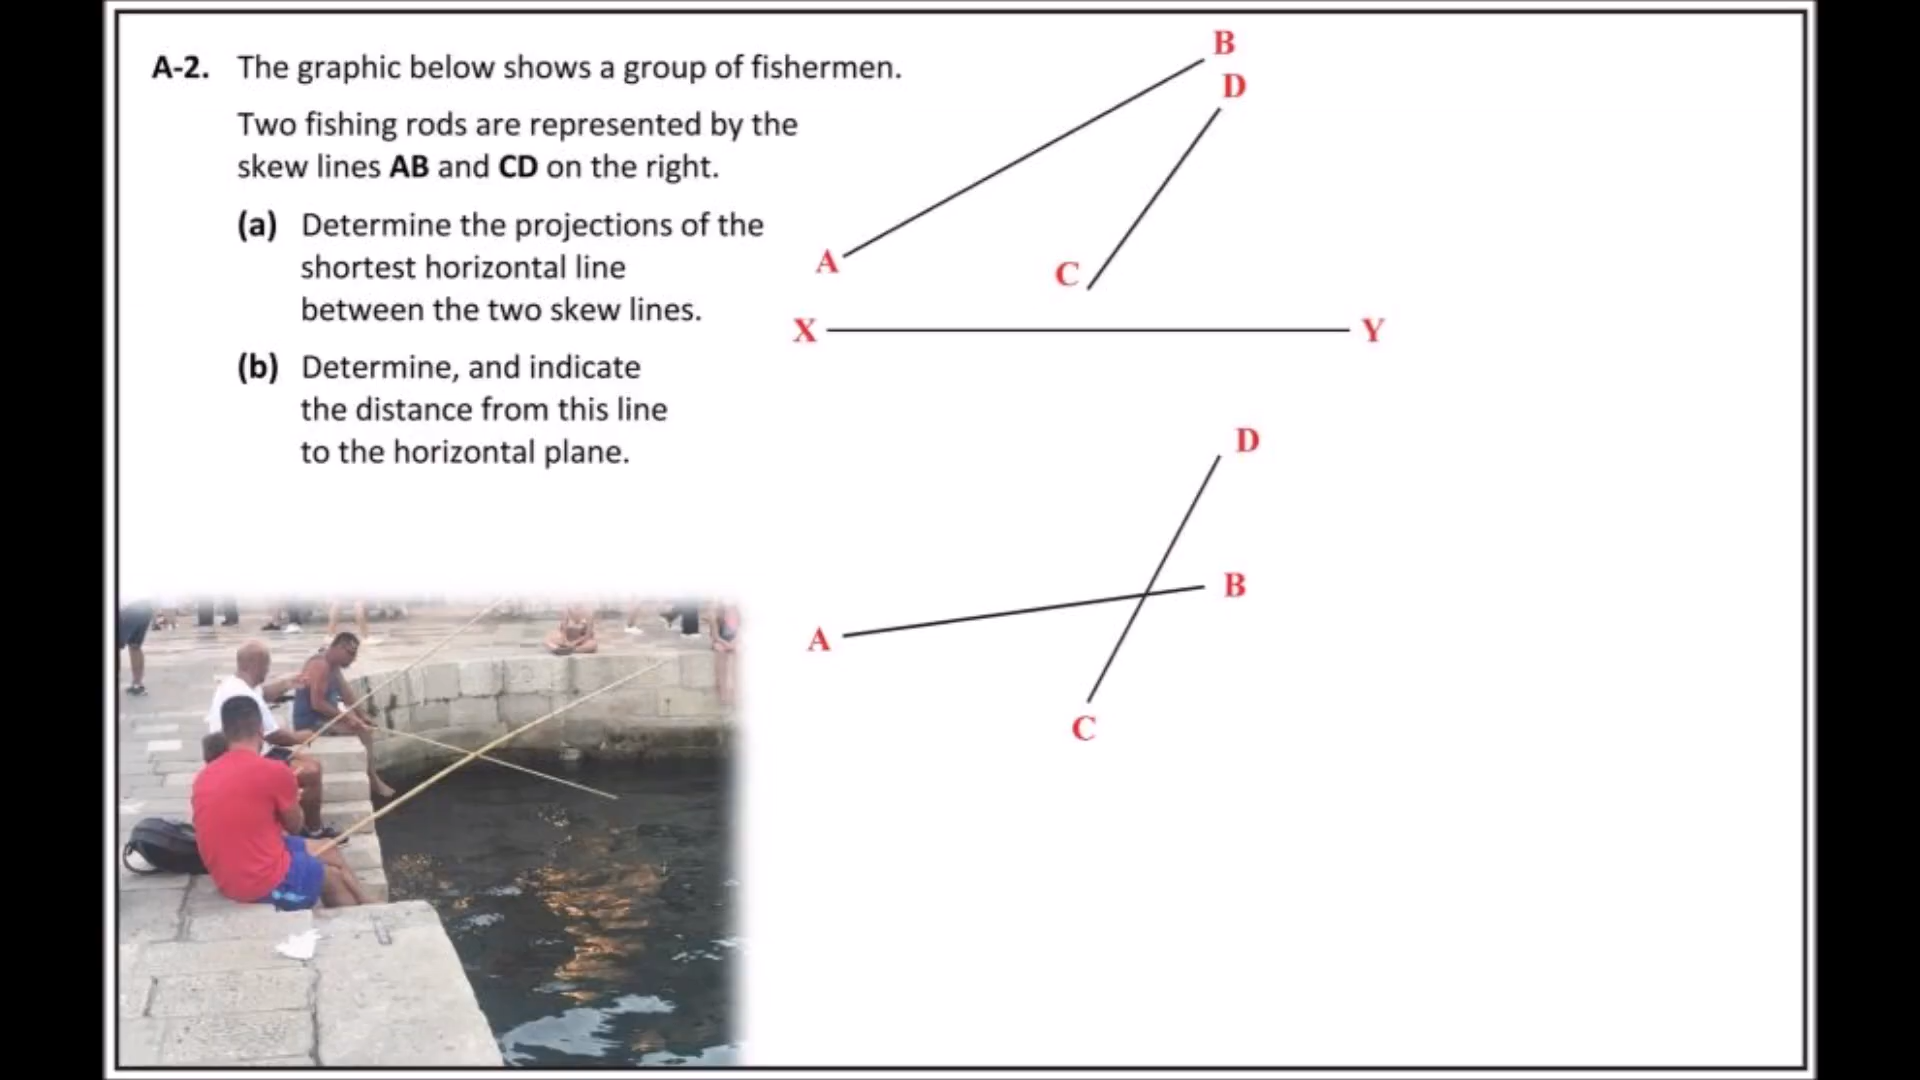 A-2. The graphic below shows a group of fishermen.
Two fishing rods are represented by the
skew lines AB and CD on the right.
(a) Determine the projections of the
shortest horizontal line
between the two skew lines.
(b) Determine, and indicate
the distance from this line
to the horizontal plane.
B
D
A
C
X
Y
D
B
A
C